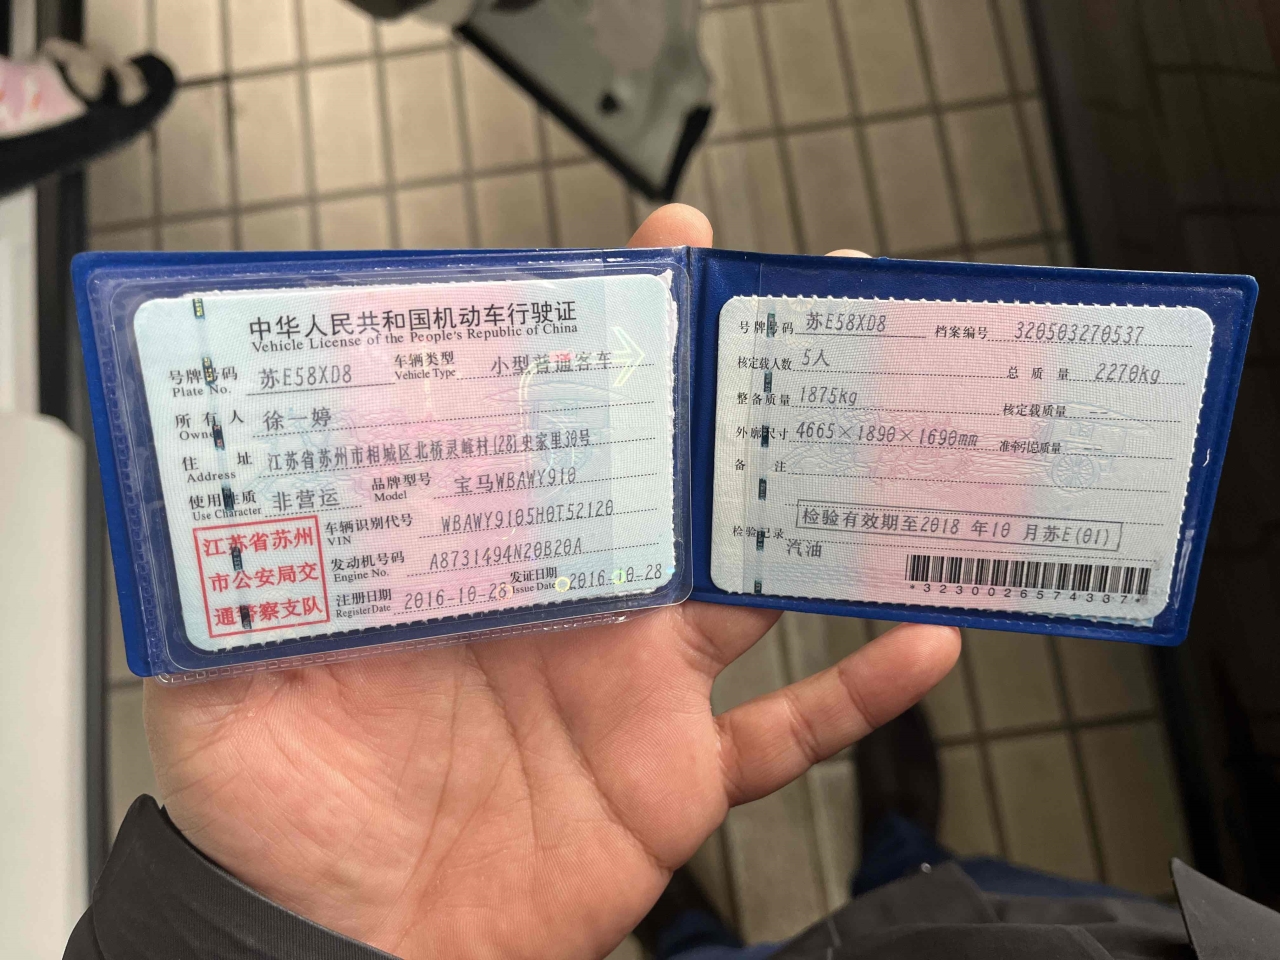 中华人民共和国机动车行驶证
Vehicle License of the People's Republic of China
号牌号码 苏E58XD8 车辆类型 小型普通客车
Plate No. Vehicle Type
所有人 徐一婷
Owner
住址 江苏省苏州市相城区北桥灵峰村(28)史家里30号
Address
使用性质 非营运 品牌型号 宝马WBAWY910
Use Character Model
江苏省苏州
市公安局交
通警察支队
车辆识别代号 WBAWY9105H0T52120
VIN
发动机号码 A8731494N20B20A
Engine No.
注册日期 2016-10-28 发证日期 2016-10-28
Register Date Issue Date
号牌号码 苏E58XD8 档案编号 320503270537
核定载人数 5人 总质量 2270kg
整备质量 1875kg 核定载质量 --
外廓尺寸 4665×1890×1690mm 准牵引总质量 --
备注
检验有效期至2018 年10 月苏E(01)
检验记录
汽油
*3230026574337*